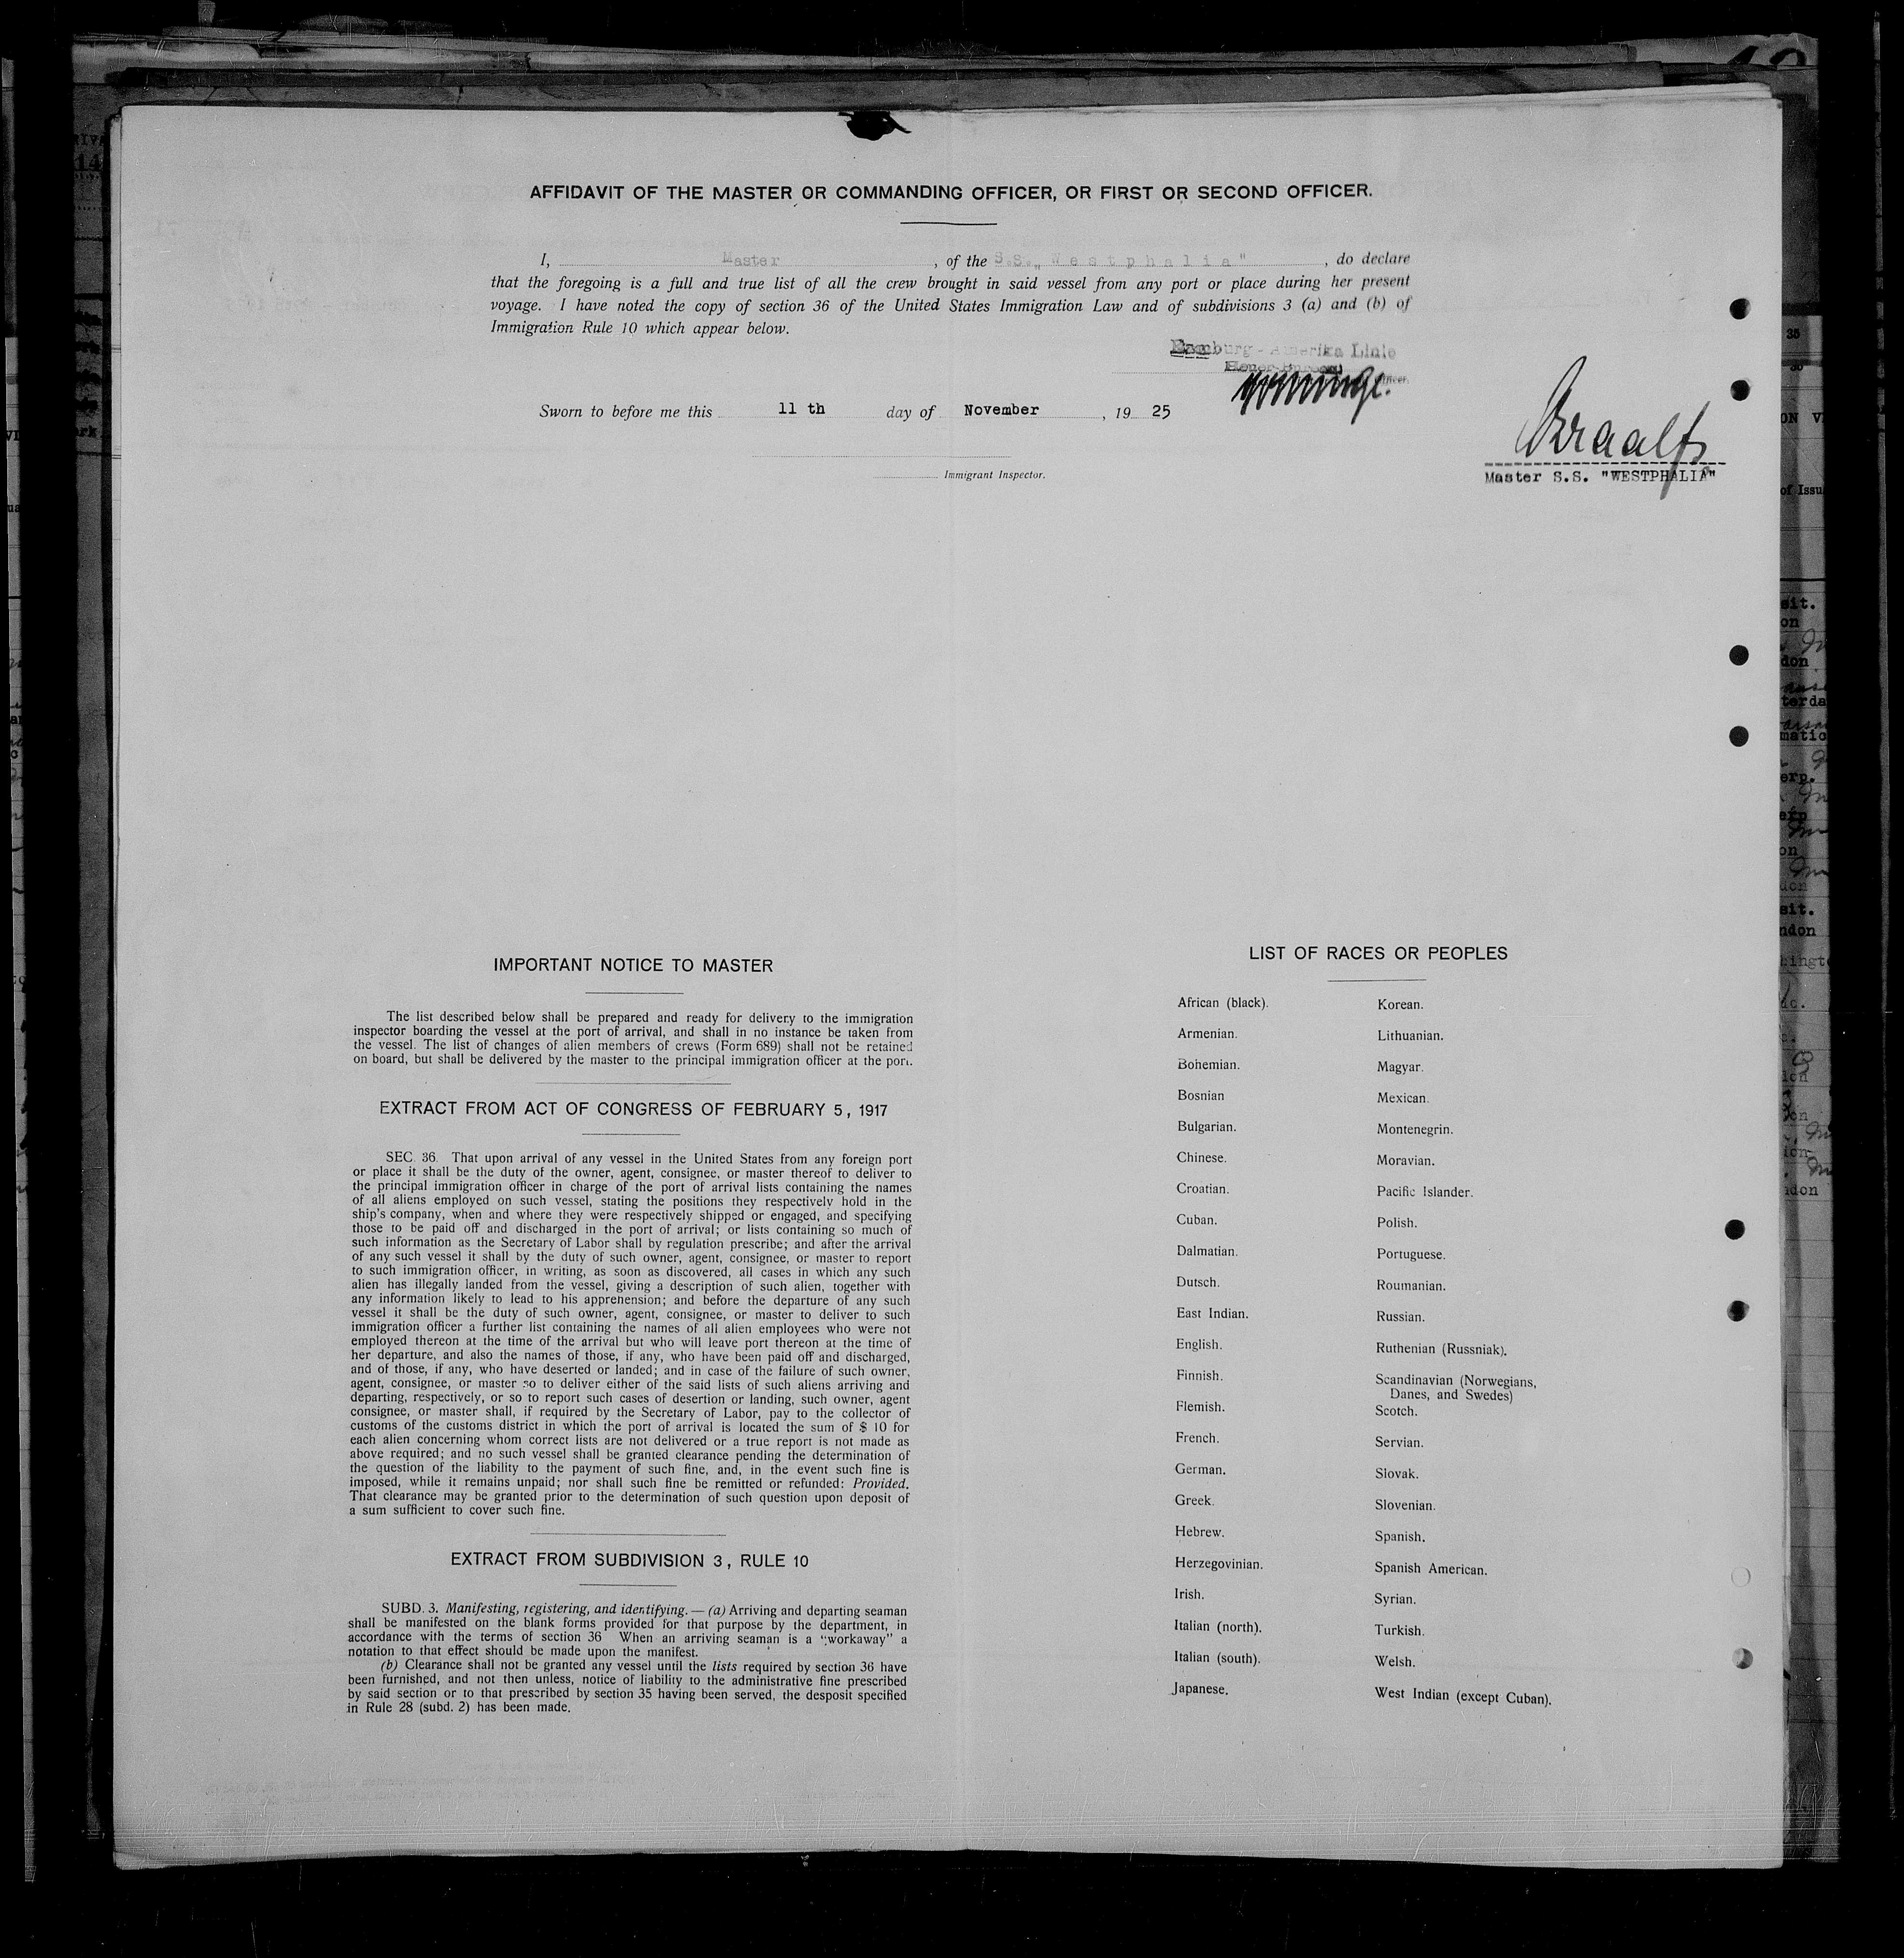 AFFIDAVIT OF THE MASTER OR COMMANDING OFFICER, OR FIRST OR SECOND OFFICER.
I, Master, of the S.S. „Westphalia", do declare
that the foregoing is a full and true list of all the crew brought in said vessel from any port or place during her present
voyage. I have noted the copy of section 36 of the United States Immigration Law and of subdivisions 3 (a) and (b) of
Immigration Rule 10 which appear below.
Hamburg-Amerika Linie
Heuer-Bureau
Officer.
Sworn to before me this 11 th day of November, 19 25
Immigrant Inspector.
Master S.S. "WESTPHALIA"
IMPORTANT NOTICE TO MASTER
The list described below shall be prepared and ready for delivery to the immigration
inspector boarding the vessel at the port of arrival, and shall in no instance be taken from
the vessel. The list of changes of alien members of crews (Form 689) shall not be retained
on board, but shall be delivered by the master to the principal immigration officer at the port.
EXTRACT FROM ACT OF CONGRESS OF FEBRUARY 5, 1917
SEC. 36. That upon arrival of any vessel in the United States from any foreign port
or place it shall be the duty of the owner, agent, consignee, or master thereof to deliver to
the principal immigration officer in charge of the port of arrival lists containing the names
of all aliens employed on such vessel, stating the positions they respectively hold in the
ship's company, when and where they were respectively shipped or engaged, and specifying
those to be paid off and discharged in the port of arrival; or lists containing so much of
such information as the Secretary of Labor shall by regulation prescribe; and after the arrival
of any such vessel it shall by the duty of such owner, agent, consignee, or master to report
to such immigration officer, in writing, as soon as discovered, all cases in which any such
alien has illegally landed from the vessel, giving a description of such alien, together with
any information likely to lead to his apprenension; and before the departure of any such
vessel it shall be the duty of such owner, agent, consignee, or master to deliver to such
immigration officer a further list containing the names of all alien employees who were not
employed thereon at the time of the arrival but who will leave port thereon at the time of
her departure, and also the names of those, if any, who have been paid off and discharged,
and of those, if any, who have deserted or landed; and in case of the failure of such owner,
agent, consignee, or master so to deliver either of the said lists of such aliens arriving and
departing, respectively, or so to report such cases of desertion or landing, such owner, agent
consignee, or master shall, if required by the Secretary of Labor, pay to the collector of
customs of the customs district in which the port of arrival is located the sum of $ 10 for
each alien concerning whom correct lists are not delivered or a true report is not made as
above required; and no such vessel shall be granted clearance pending the determination of
the question of the liability to the payment of such fine, and, in the event such fine is
imposed, while it remains unpaid; nor shall such fine be remitted or refunded: Provided.
That clearance may be granted prior to the determination of such question upon deposit of
a sum sufficient to cover such fine.
EXTRACT FROM SUBDIVISION 3, RULE 10
SUBD. 3. Manifesting, registering, and identifying. — (a) Arriving and departing seaman
shall be manifested on the blank forms provided for that purpose by the department, in
accordance with the terms of section 36 When an arriving seaman is a "workaway" a
notation to that effect should be made upon the manifest.
(b) Clearance shall not be granted any vessel until the lists required by section 36 have
been furnished, and not then unless, notice of liability to the administrative fine prescribed
by said section or to that prescribed by section 35 having been served, the desposit specified
in Rule 28 (subd. 2) has been made.
LIST OF RACES OR PEOPLES
African (black).
Armenian.
Bohemian.
Bosnian
Bulgarian.
Chinese.
Croatian.
Cuban.
Dalmatian.
Dutsch.
East Indian.
English.
Finnish.
Flemish.
French.
German.
Greek.
Hebrew.
Herzegovinian.
Irish.
Italian (north).
Italian (south).
Japanese.
Korean.
Lithuanian.
Magyar.
Mexican.
Montenegrin.
Moravian.
Pacific Islander.
Polish.
Portuguese.
Roumanian.
Russian.
Ruthenian (Russniak).
Scandinavian (Norwegians,
Danes, and Swedes)
Scotch.
Servian.
Slovak.
Slovenian.
Spanish.
Spanish American.
Syrian.
Turkish.
Welsh.
West Indian (except Cuban).